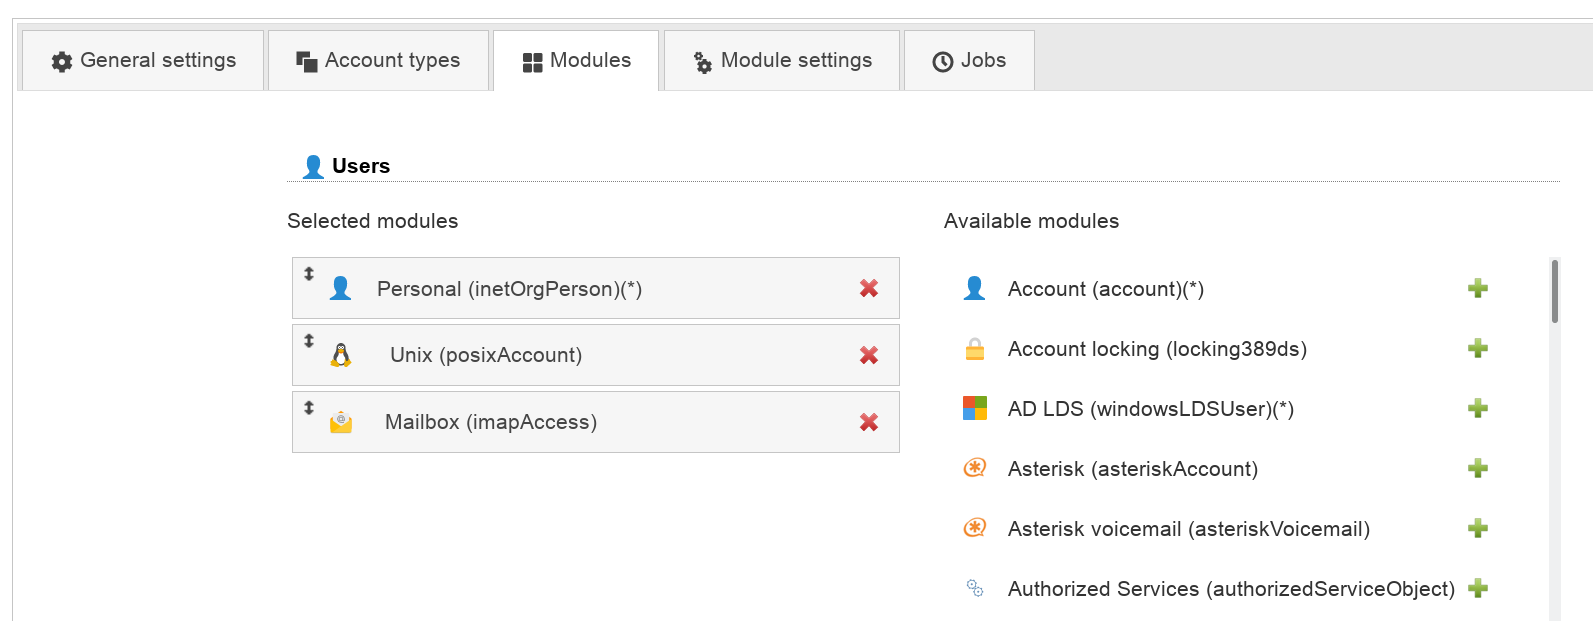 General settings
Account types
Modules
Module settings
Jobs
Users
Selected modules
Personal (inetOrgPerson)(*)
Unix (posixAccount)
Mailbox (imapAccess)
Available modules
Account (account)(*)
Account locking (locking389ds)
AD LDS (windowsLDSUser)(*)
Asterisk (asteriskAccount)
Asterisk voicemail (asteriskVoicemail)
Authorized Services (authorizedServiceObject)